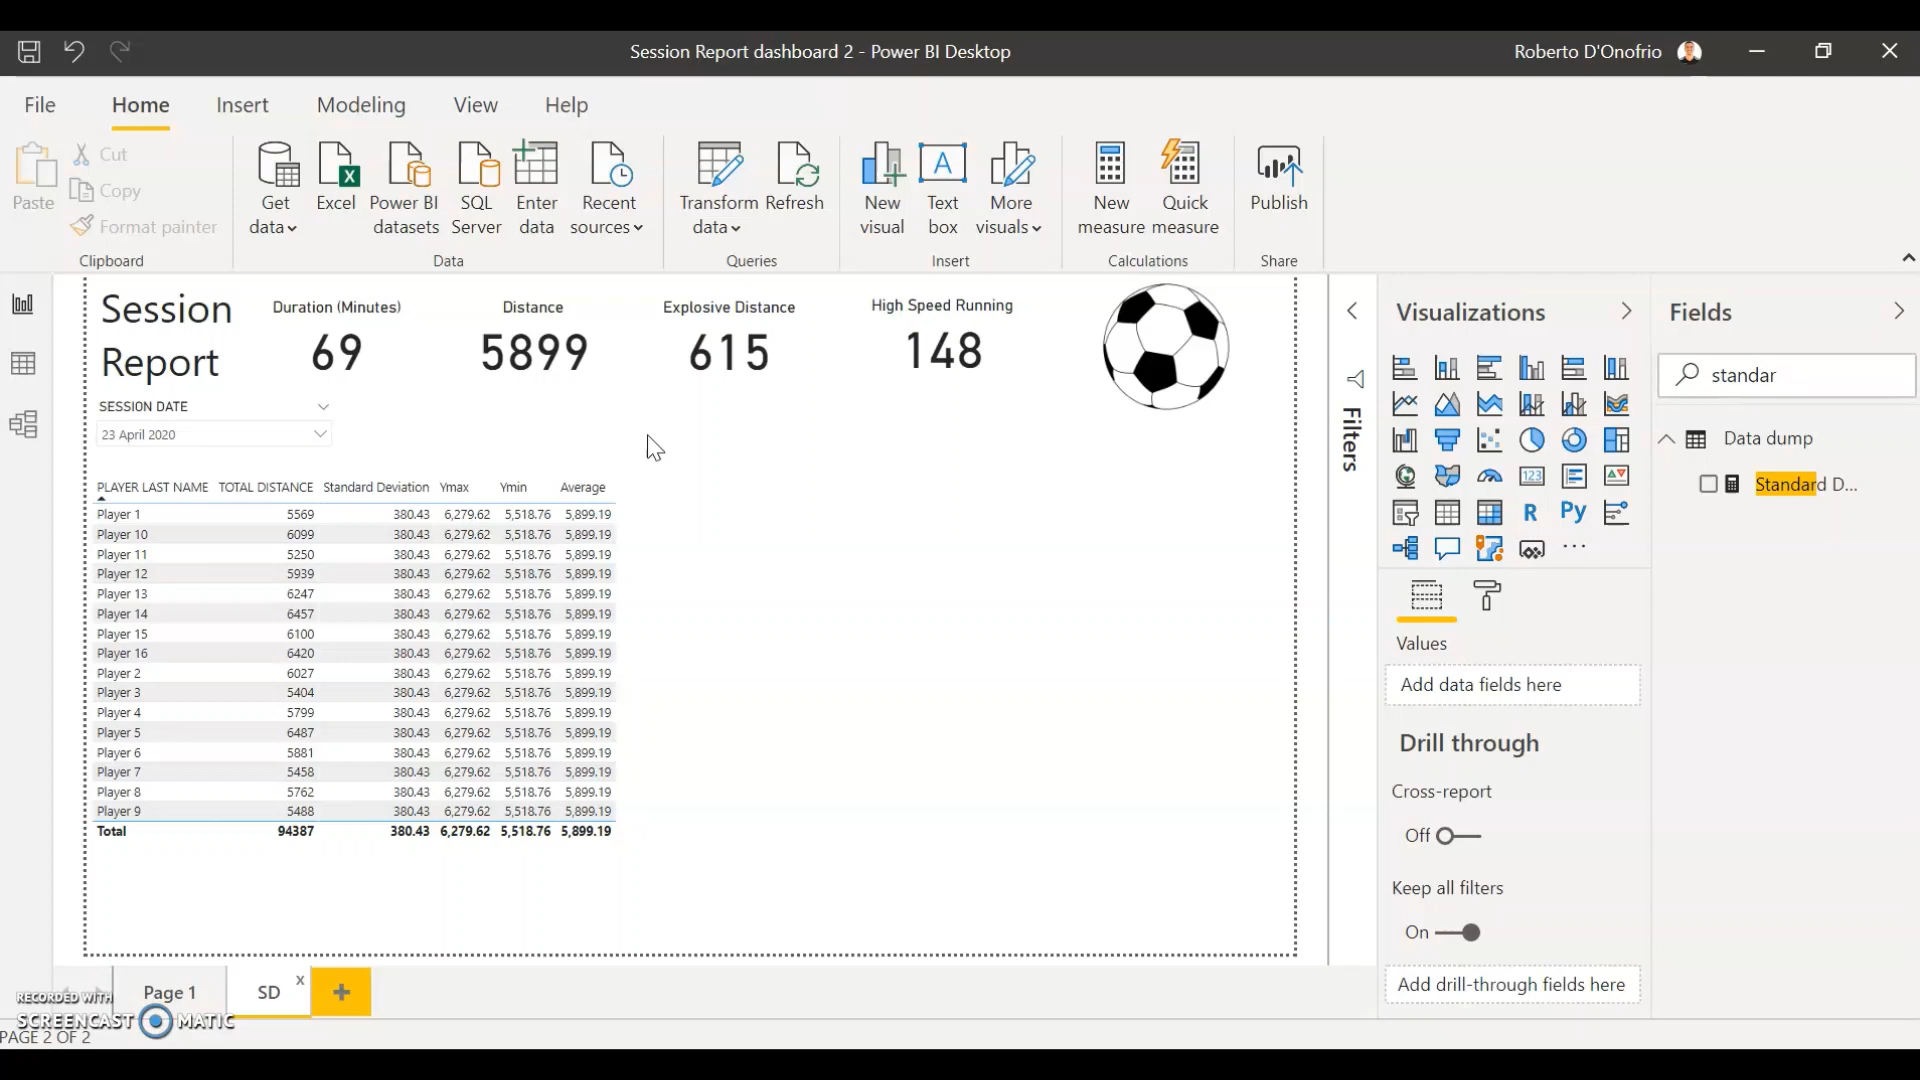 Session Report dashboard 2 - Power BI Desktop
Roberto D'Onofrio
File Home Insert Modeling View Help
Paste
Cut
Copy
Format painter
Clipboard
Get data
Excel
Power BI datasets
SQL Server
Enter data
Recent sources
Data
Transform data
Refresh
Queries
New visual
Text box
More visuals
Insert
New measure
Quick measure
Calculations
Publish
Share
Session
Report
Duration (Minutes)
69
Distance
5899
Explosive Distance
615
High Speed Running
148
SESSION DATE
23 April 2020
PLAYER LAST NAME TOTAL DISTANCE Standard Deviation Ymax Ymin Average
Player 1 5569 380.43 6,279.62 5,518.76 5,899.19
Player 10 6099 380.43 6,279.62 5,518.76 5,899.19
Player 11 5250 380.43 6,279.62 5,518.76 5,899.19
Player 12 5939 380.43 6,279.62 5,518.76 5,899.19
Player 13 6247 380.43 6,279.62 5,518.76 5,899.19
Player 14 6457 380.43 6,279.62 5,518.76 5,899.19
Player 15 6100 380.43 6,279.62 5,518.76 5,899.19
Player 16 6420 380.43 6,279.62 5,518.76 5,899.19
Player 2 6027 380.43 6,279.62 5,518.76 5,899.19
Player 3 5404 380.43 6,279.62 5,518.76 5,899.19
Player 4 5799 380.43 6,279.62 5,518.76 5,899.19
Player 5 6487 380.43 6,279.62 5,518.76 5,899.19
Player 6 5881 380.43 6,279.62 5,518.76 5,899.19
Player 7 5458 380.43 6,279.62 5,518.76 5,899.19
Player 8 5762 380.43 6,279.62 5,518.76 5,899.19
Player 9 5488 380.43 6,279.62 5,518.76 5,899.19
Total 94387 380.43 6,279.62 5,518.76 5,899.19
Filters
Visualizations
123
R
Py
...
Values
Add data fields here
Drill through
Cross-report
Off
Keep all filters
On
Add drill-through fields here
Fields
standar
Data dump
Standard D...
Page 1
SD
x
+
RECORDED WITH
SCREENCAST MATIC
PAGE 2 OF 2